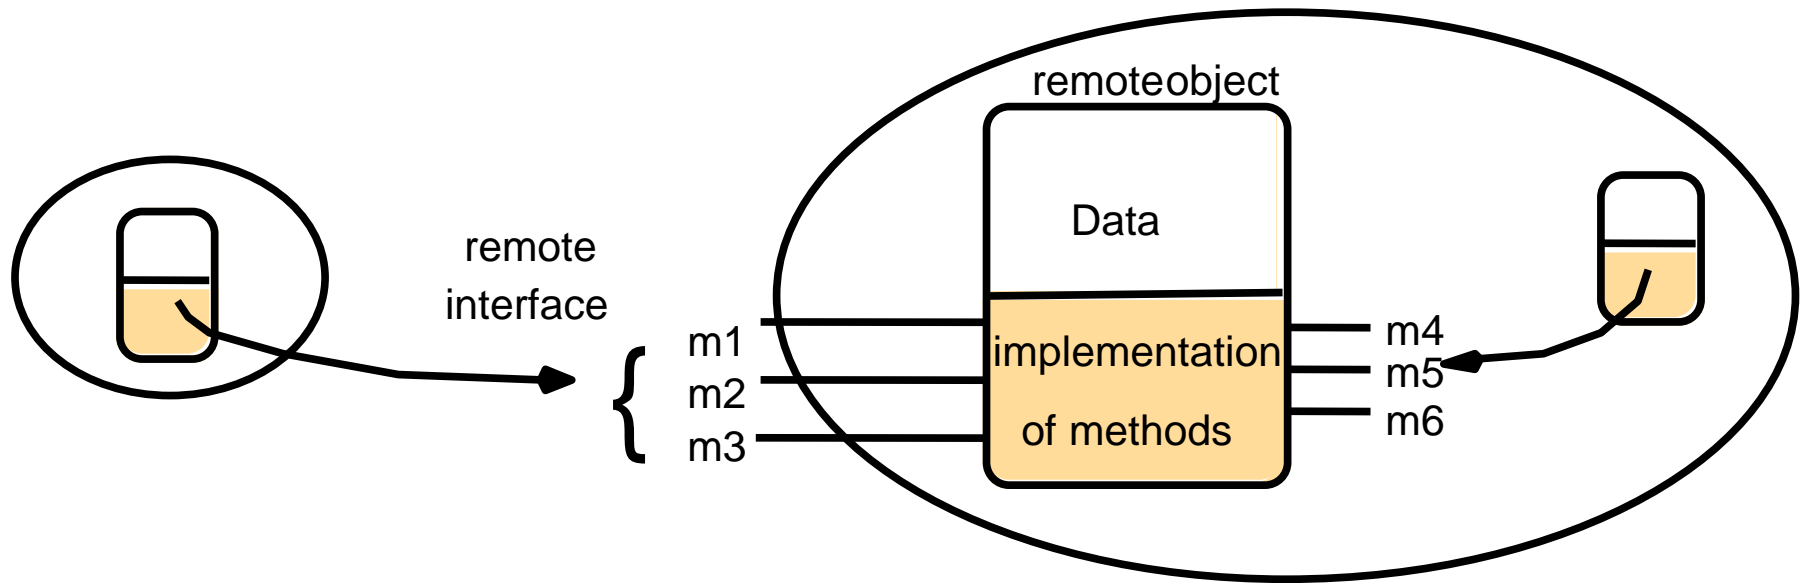 remoteobject
Data
remote
interface
{
m1
m2
m3
implementation
of methods
m4
m5
m6